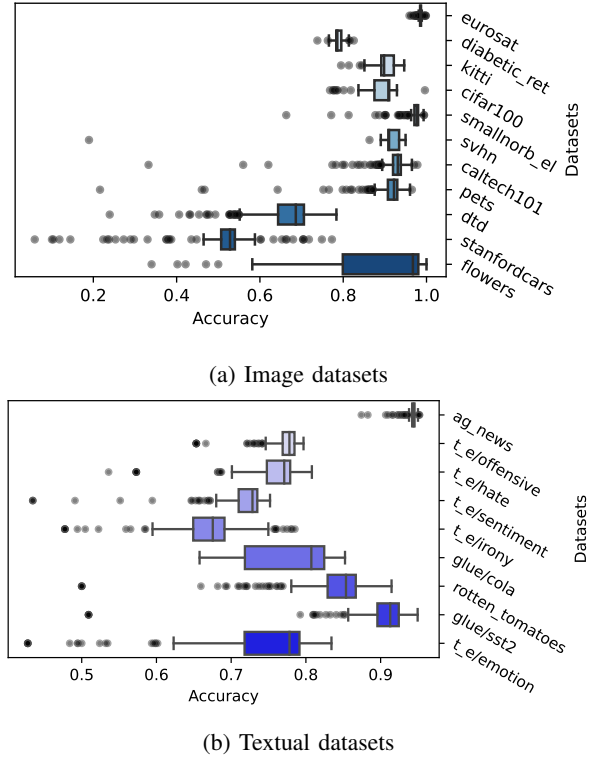 eurosat
diabetic_ret
kitti
cifar100
smallnorb_el
svhn
caltech101
pets
dtd
stanfordcars
flowers
Datasets
0.2 0.4 0.6 0.8 1.0
Accuracy
(a) Image datasets
ag_news
t_e/offensive
t_e/hate
t_e/sentiment
t_e/irony
glue/cola
rotten_tomatoes
glue/sst2
t_e/emotion
Datasets
0.5 0.6 0.7 0.8 0.9
Accuracy
(b) Textual datasets